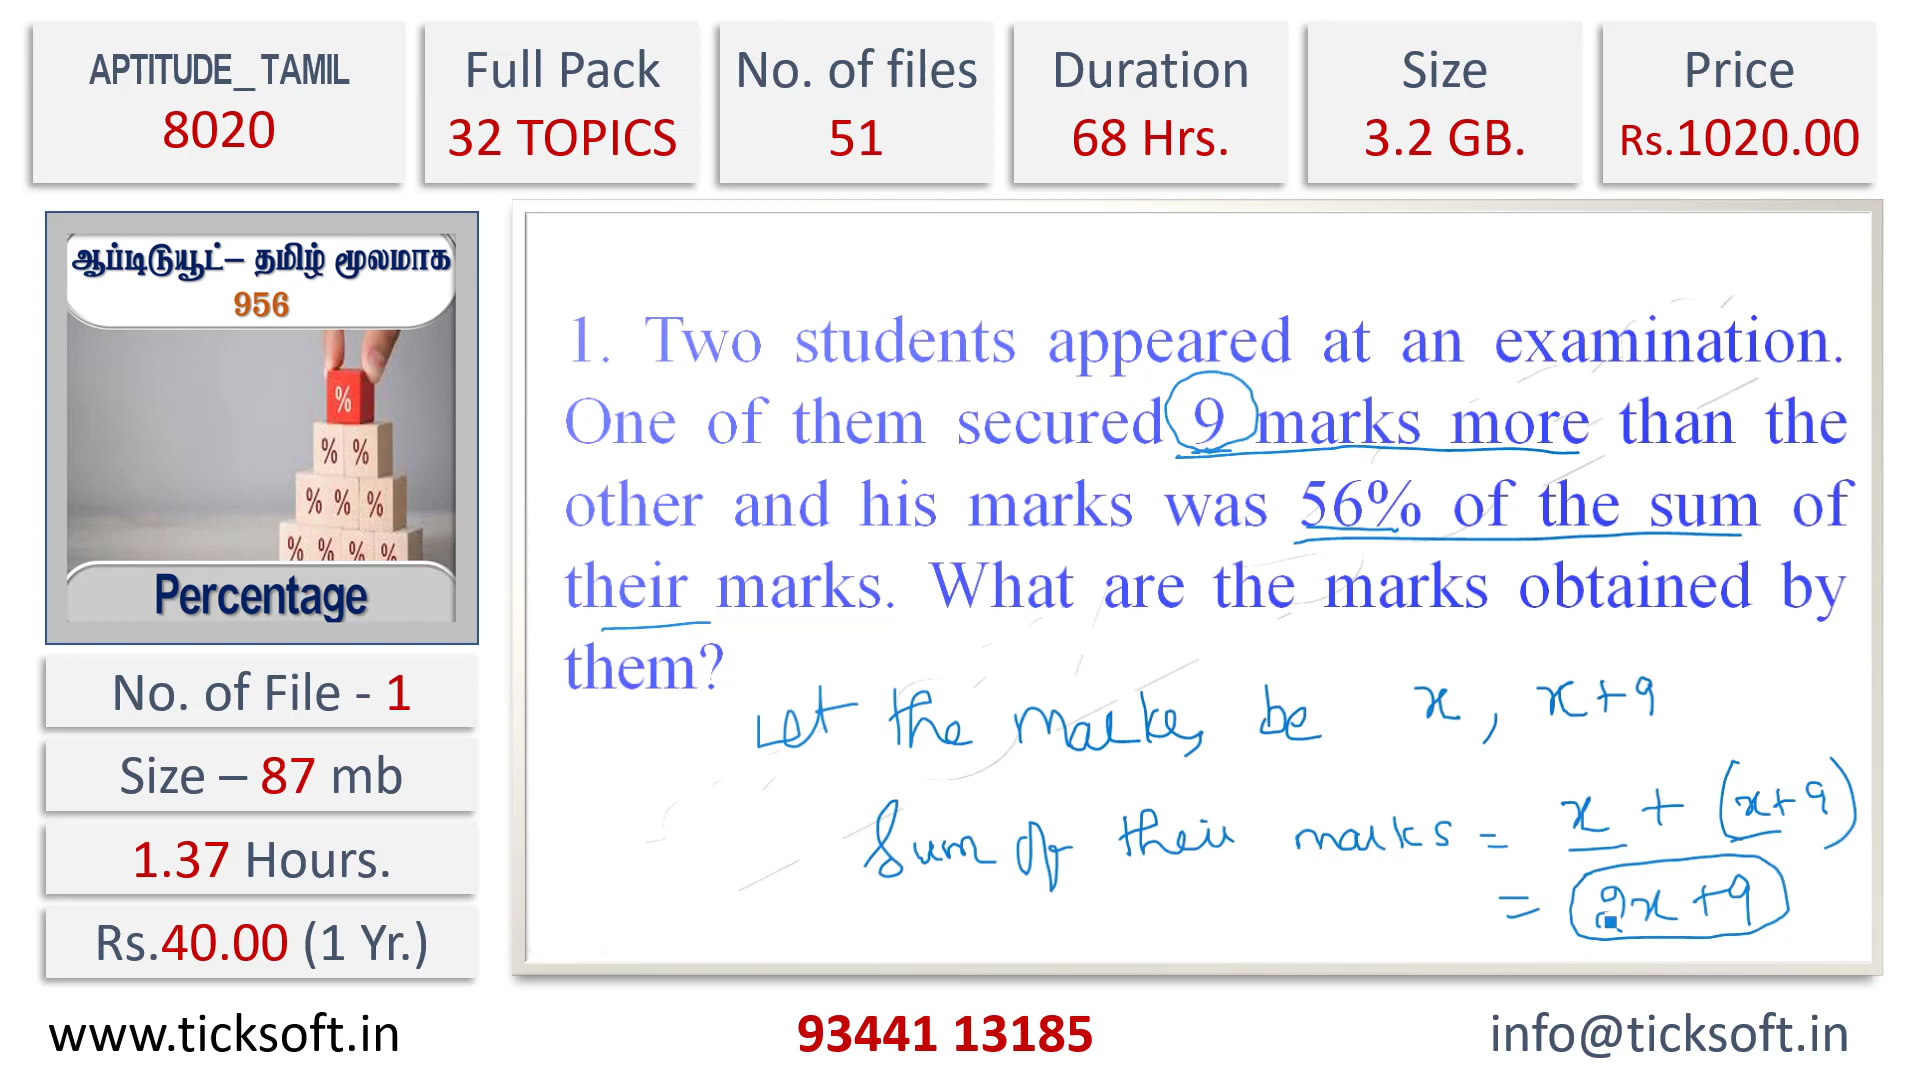 APTITUDE_TAMIL
8020
Full Pack
32 TOPICS
No. of files
51
Duration
68 Hrs.
Size
3.2 GB.
Price
Rs.1020.00
ஆப்டிடுயூட் – தமிழ் மூலமாக
956
%
% %
% % %
% % % %
Percentage
No. of File - 1
Size – 87 mb
1.37 Hours.
Rs.40.00 (1 Yr.)
1. Two students appeared at an examination.
One of them secured 9 marks more than the
other and his marks was 56% of the sum of
their marks. What are the marks obtained by
them?
Let the marks be x, x+9
Sum of their marks = x + (x+9)
= 2x+9
www.ticksoft.in
93441 13185
info@ticksoft.in